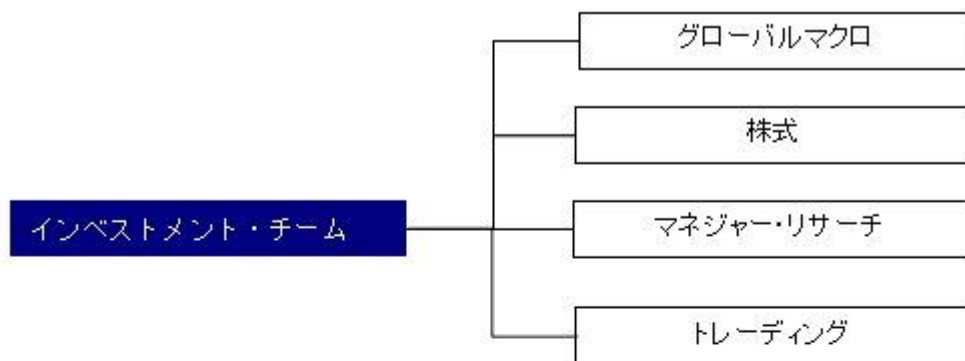 グローバルマクロ
株式
インベストメント・チーム
マネジャー・リサーチ
トレーディング